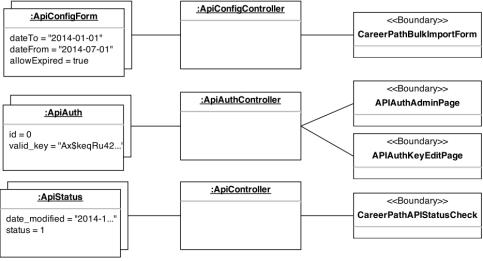 :ApiConfigForm
dateTo = "2014-01-01"
dateFrom = "2014-07-01"
allowExpired = true
:ApiConfigController
<<Boundary>>
CareerPathBulkImportForm
:ApiAuth
id = 0
valid_key = "Ax$keqRu42..."
:ApiAuthController
<<Boundary>>
APIAuthAdminPage
<<Boundary>>
APIAuthKeyEditPage
:ApiStatus
date_modified = "2014-1..."
status = 1
:ApiController
<<Boundary>>
CareerPathAPIStatusCheck